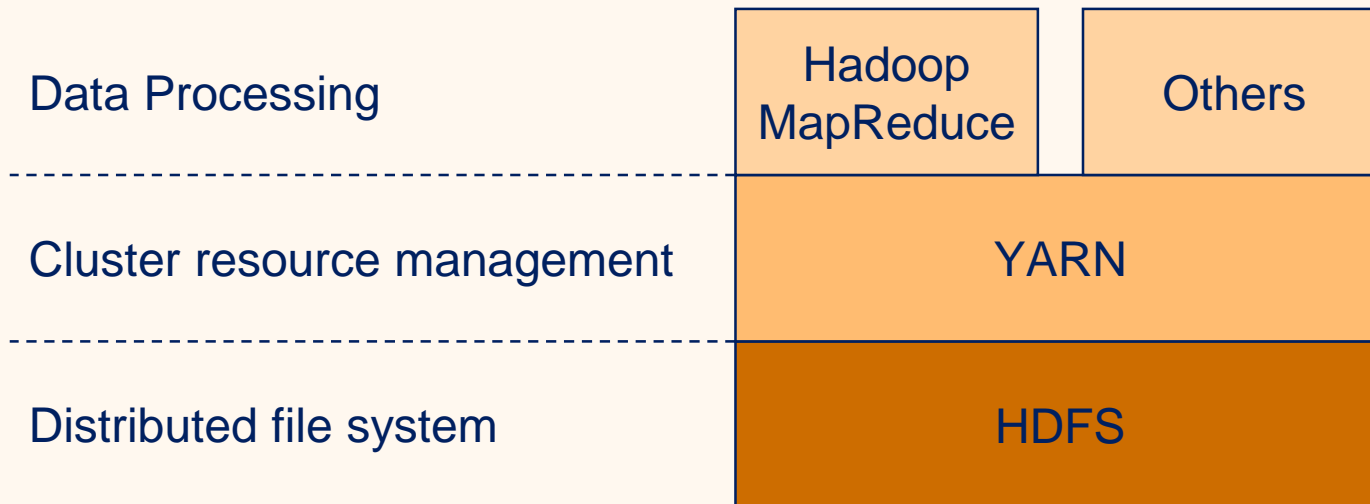 Data Processing
Hadoop
MapReduce
Others
Cluster resource management
YARN
Distributed file system
HDFS